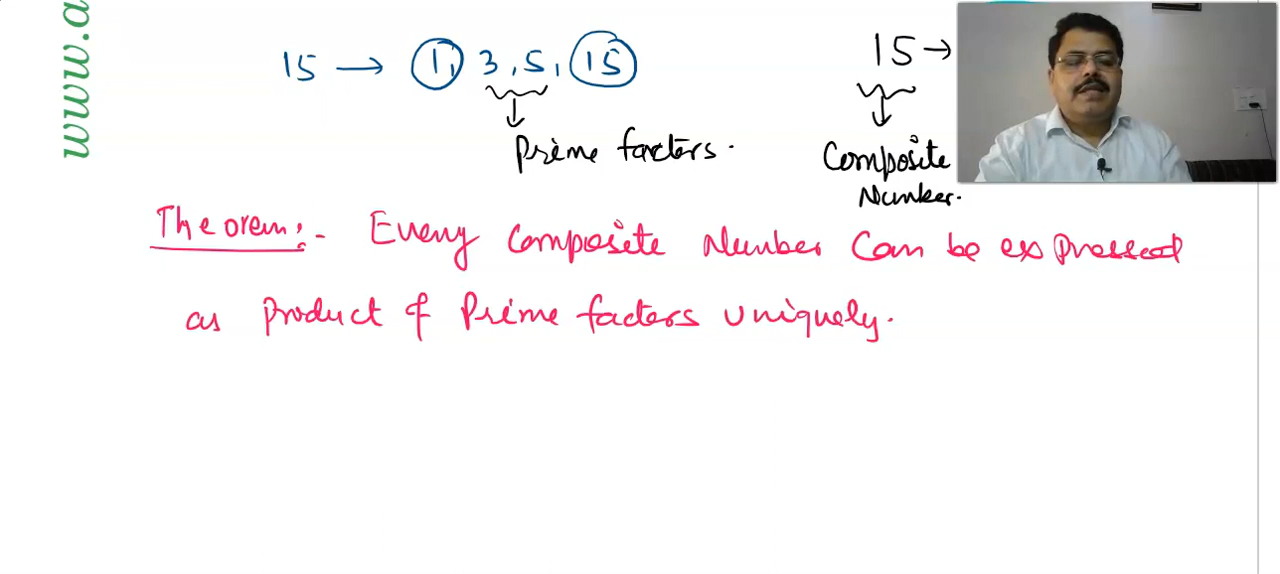 www.a
15 → 1, 3, 5, 15
15 →
Prime factors.
Composite
Number.
Theorem:- Every Composite Number Can be expressed
as product of Prime factors uniquely.